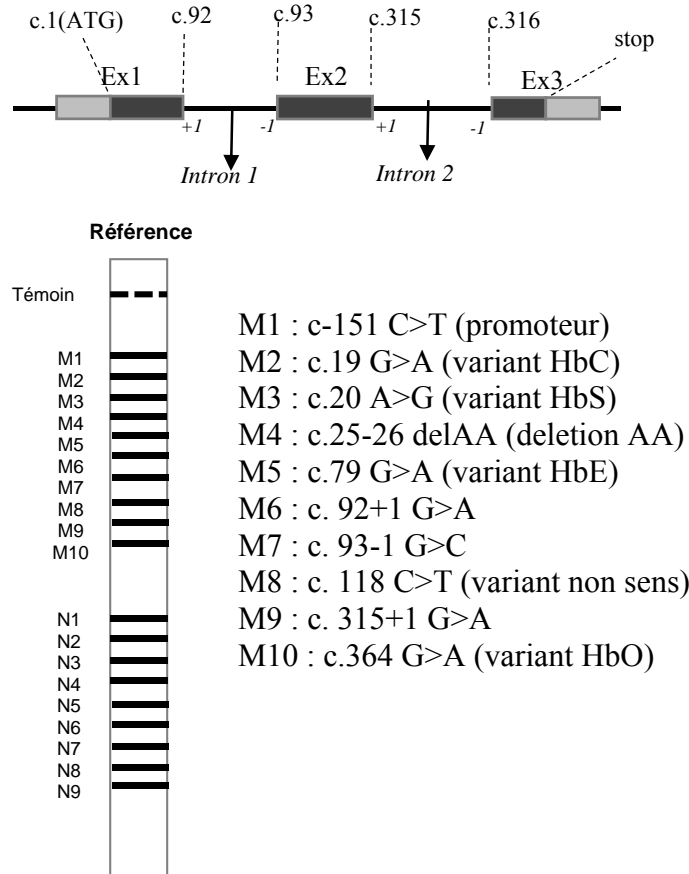 c.1(ATG) c.92 c.93 c.315 c.316 stop
Ex1 Ex2 Ex3
+1 -1 +1 -1
Intron 1 Intron 2
Référence
Témoin
M1
M2
M3
M4
M5
M6
M7
M8
M9
M10
N1
N2
N3
N4
N5
N6
N7
N8
N9
M1 : c-151 C>T (promoteur)
M2 : c.19 G>A (variant HbC)
M3 : c.20 A>G (variant HbS)
M4 : c.25-26 delAA (deletion AA)
M5 : c.79 G>A (variant HbE)
M6 : c. 92+1 G>A
M7 : c. 93-1 G>C
M8 : c. 118 C>T (variant non sens)
M9 : c. 315+1 G>A
M10 : c.364 G>A (variant HbO)